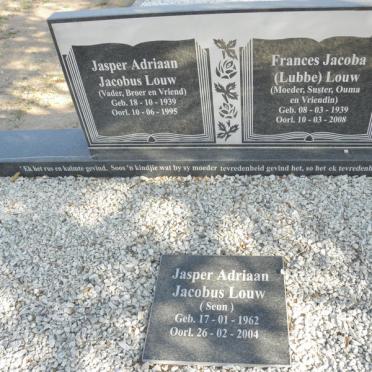 Jasper Adriaan
Jacobus Louw
(Vader, Broer en Vriend)
Geb. 18 - 10 - 1939
Oorl. 10 - 06 - 1995
Frances Jacoba
(Lubbe) Louw
(Moeder, Suster, Ouma
en Vriendin)
Geb. 08 - 03 - 1939
Oorl. 10 - 03 - 2008
Ek het rus en kalmte gevind. Soos 'n kindjie wat by sy moeder tevredenheid gevind het, so het ek tevredenh
Jasper Adriaan
Jacobus Louw
( Seun )
Geb. 17 - 01 - 1962
Oorl. 26 - 02 - 2004